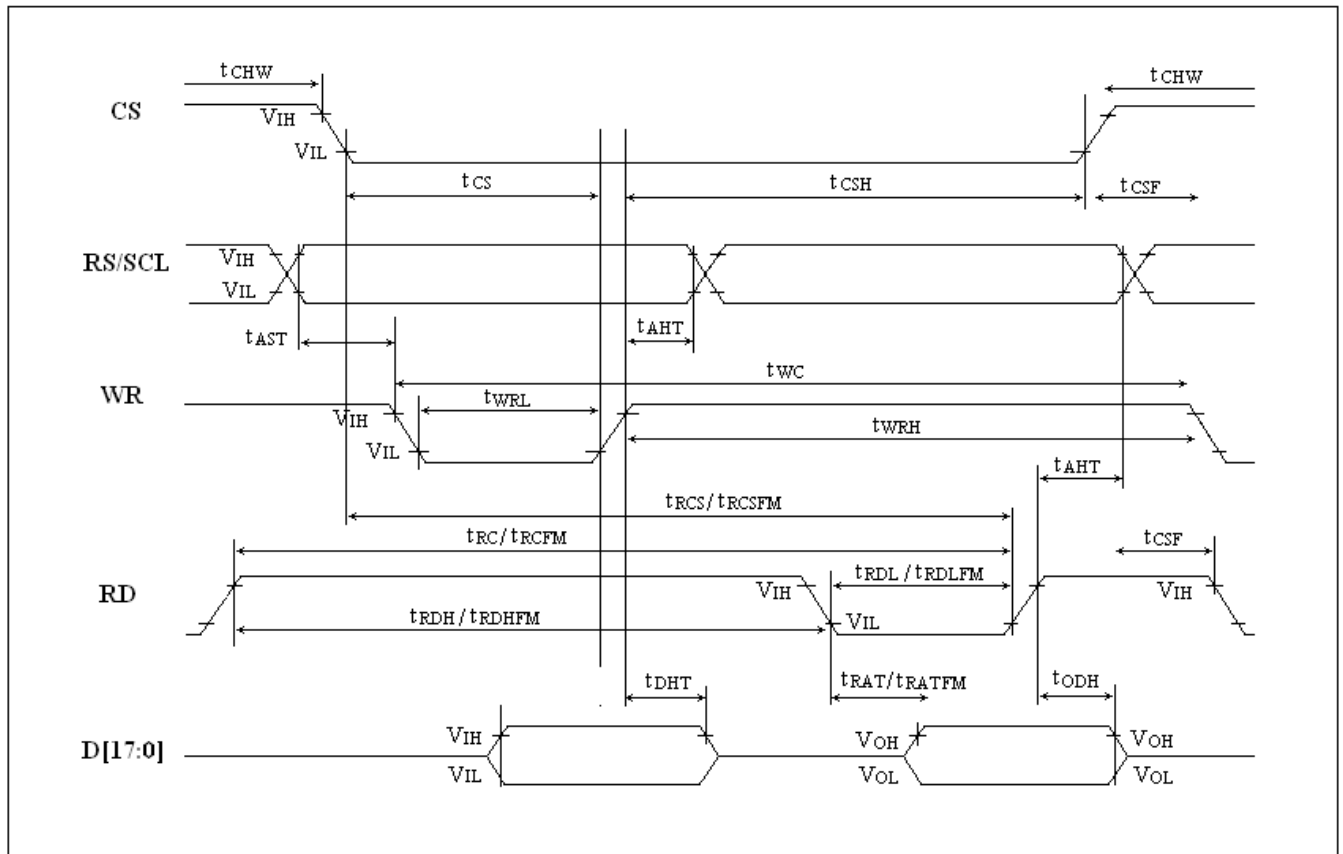 tCHW
tCHW
CS
VIH
VIL
tCS
tCSH
tCSF
RS/SCL
VIH
VIL
tAST
tAHT
tWC
WR
VIH
tWRL
tWRH
VIL
tAHT
tRCS/tRCSFM
tRC/tRCFM
tCSF
RD
VIH
tRDL/tRDLFM
VIH
tRDH/tRDHFM
VIL
tDHT
tRAT/tRATFM
tODH
VIH
VOH
VOH
D[17:0]
VIL
VOL
VOL